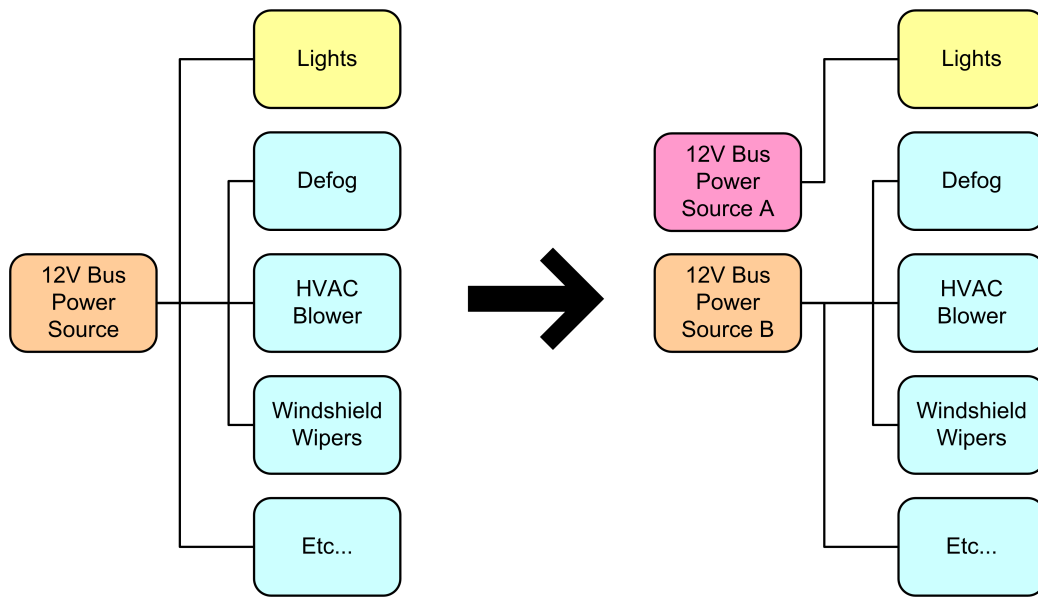 Lights
Defog
12V Bus
Power
Source
HVAC
Blower
Windshield
Wipers
Etc...
Lights
12V Bus
Power
Source A
Defog
12V Bus
Power
Source B
HVAC
Blower
Windshield
Wipers
Etc...